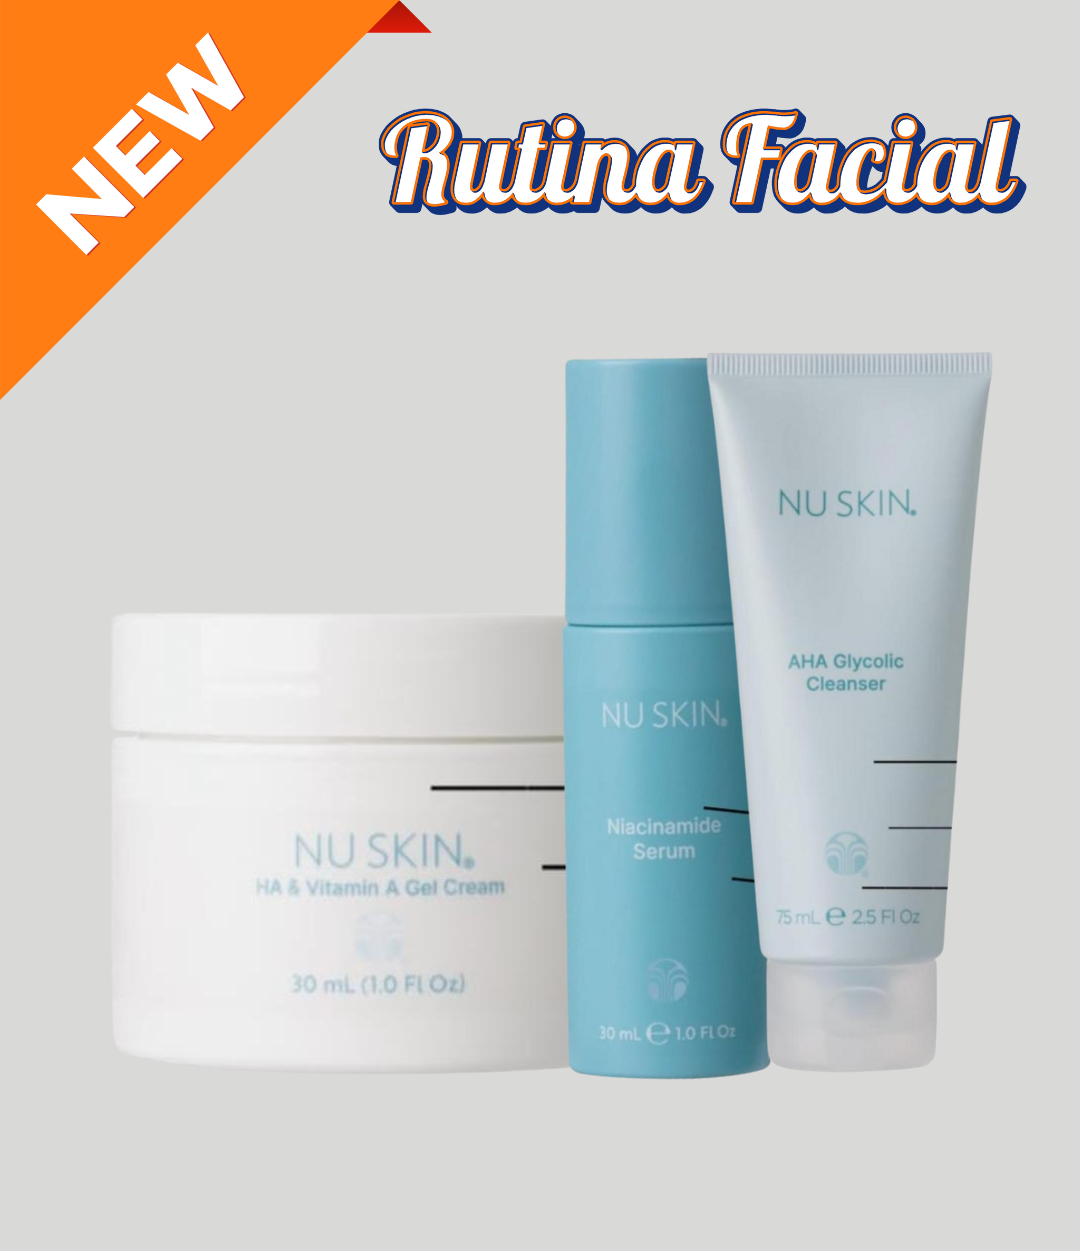 NEW
Rutina Facial
NU SKIN
HA & Vitamin A Gel Cream
30 mL (1.0 Fl Oz)
NU SKIN
Niacinamide
Serum
30 mL ℮ 1.0 Fl Oz
NU SKIN
AHA Glycolic
Cleanser
75 mL ℮ 2.5 Fl Oz